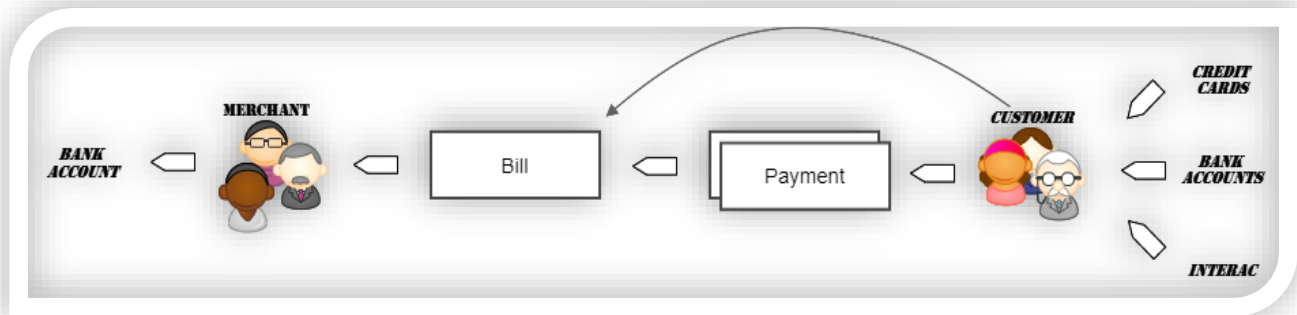 BANK
ACCOUNT
MERCHANT
Bill
Payment
CUSTOMER
CREDIT
CARDS
BANK
ACCOUNTS
INTERAC